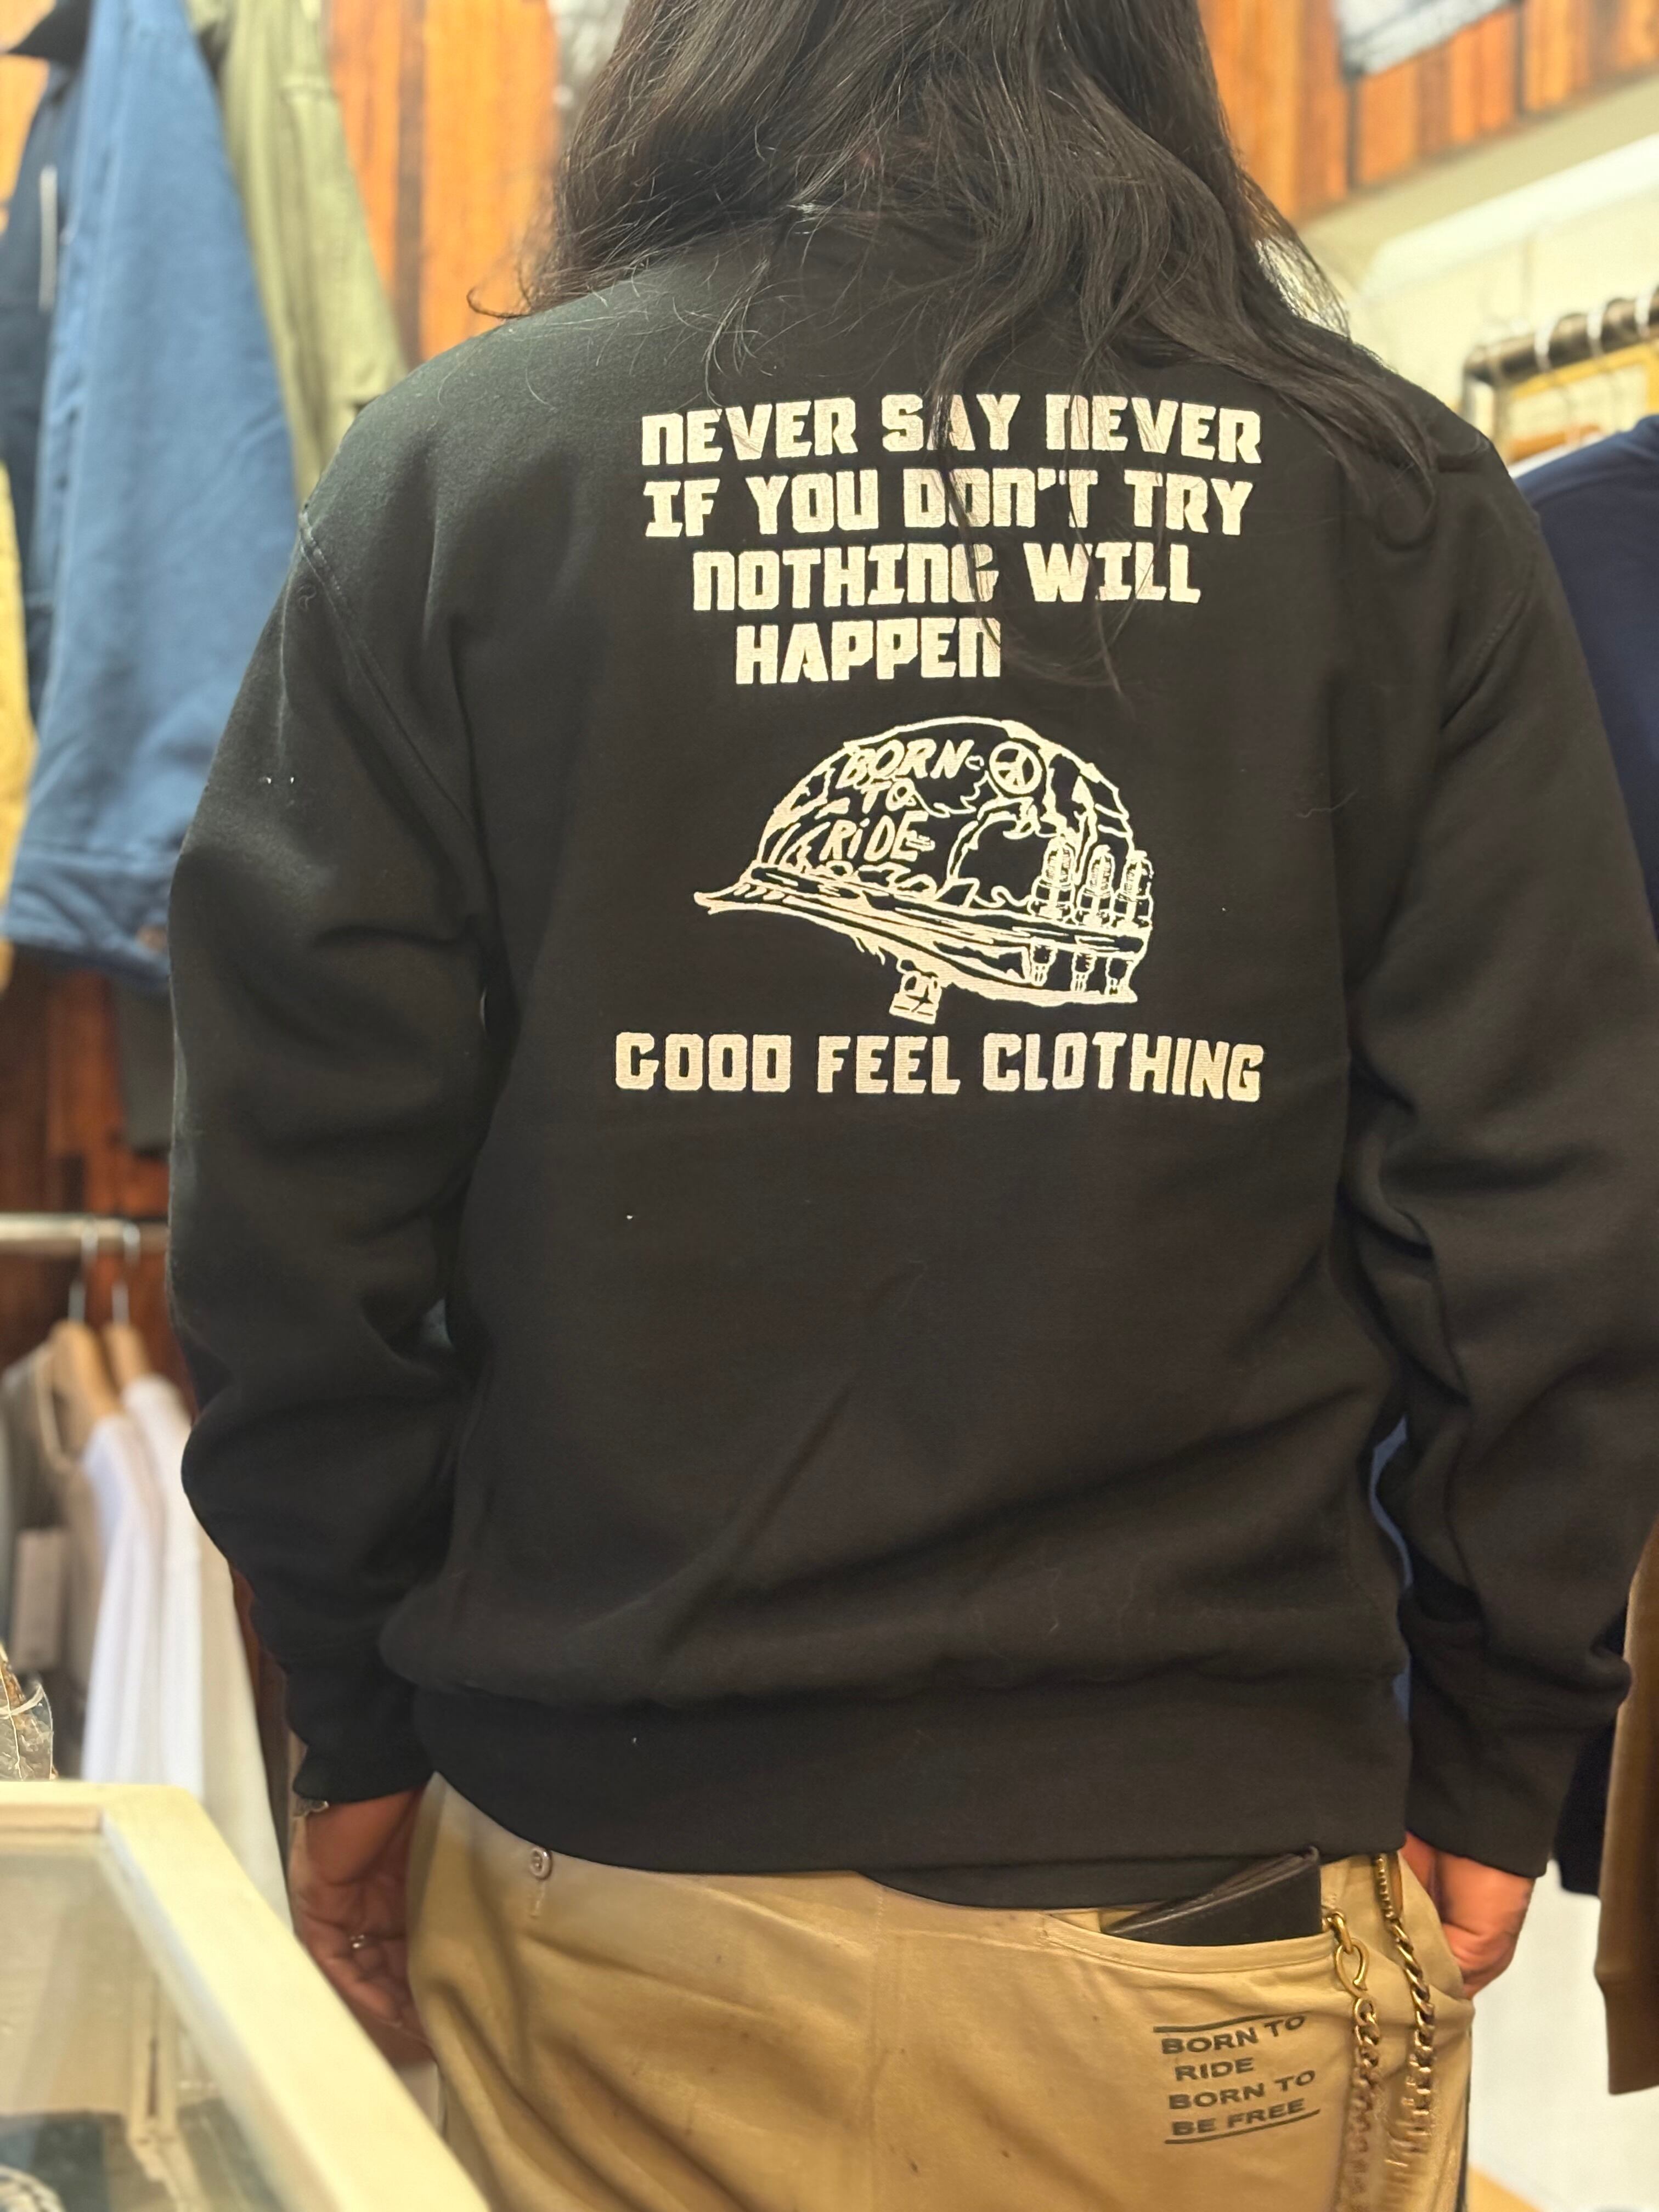 NEVER SAY NEVER
IF YOU DON'T TRY
NOTHING WILL
HAPPEN
BORN
TO
RiDE
GOOD FEEL CLOTHING
BORN TO
RIDE
BORN TO
BE FREE